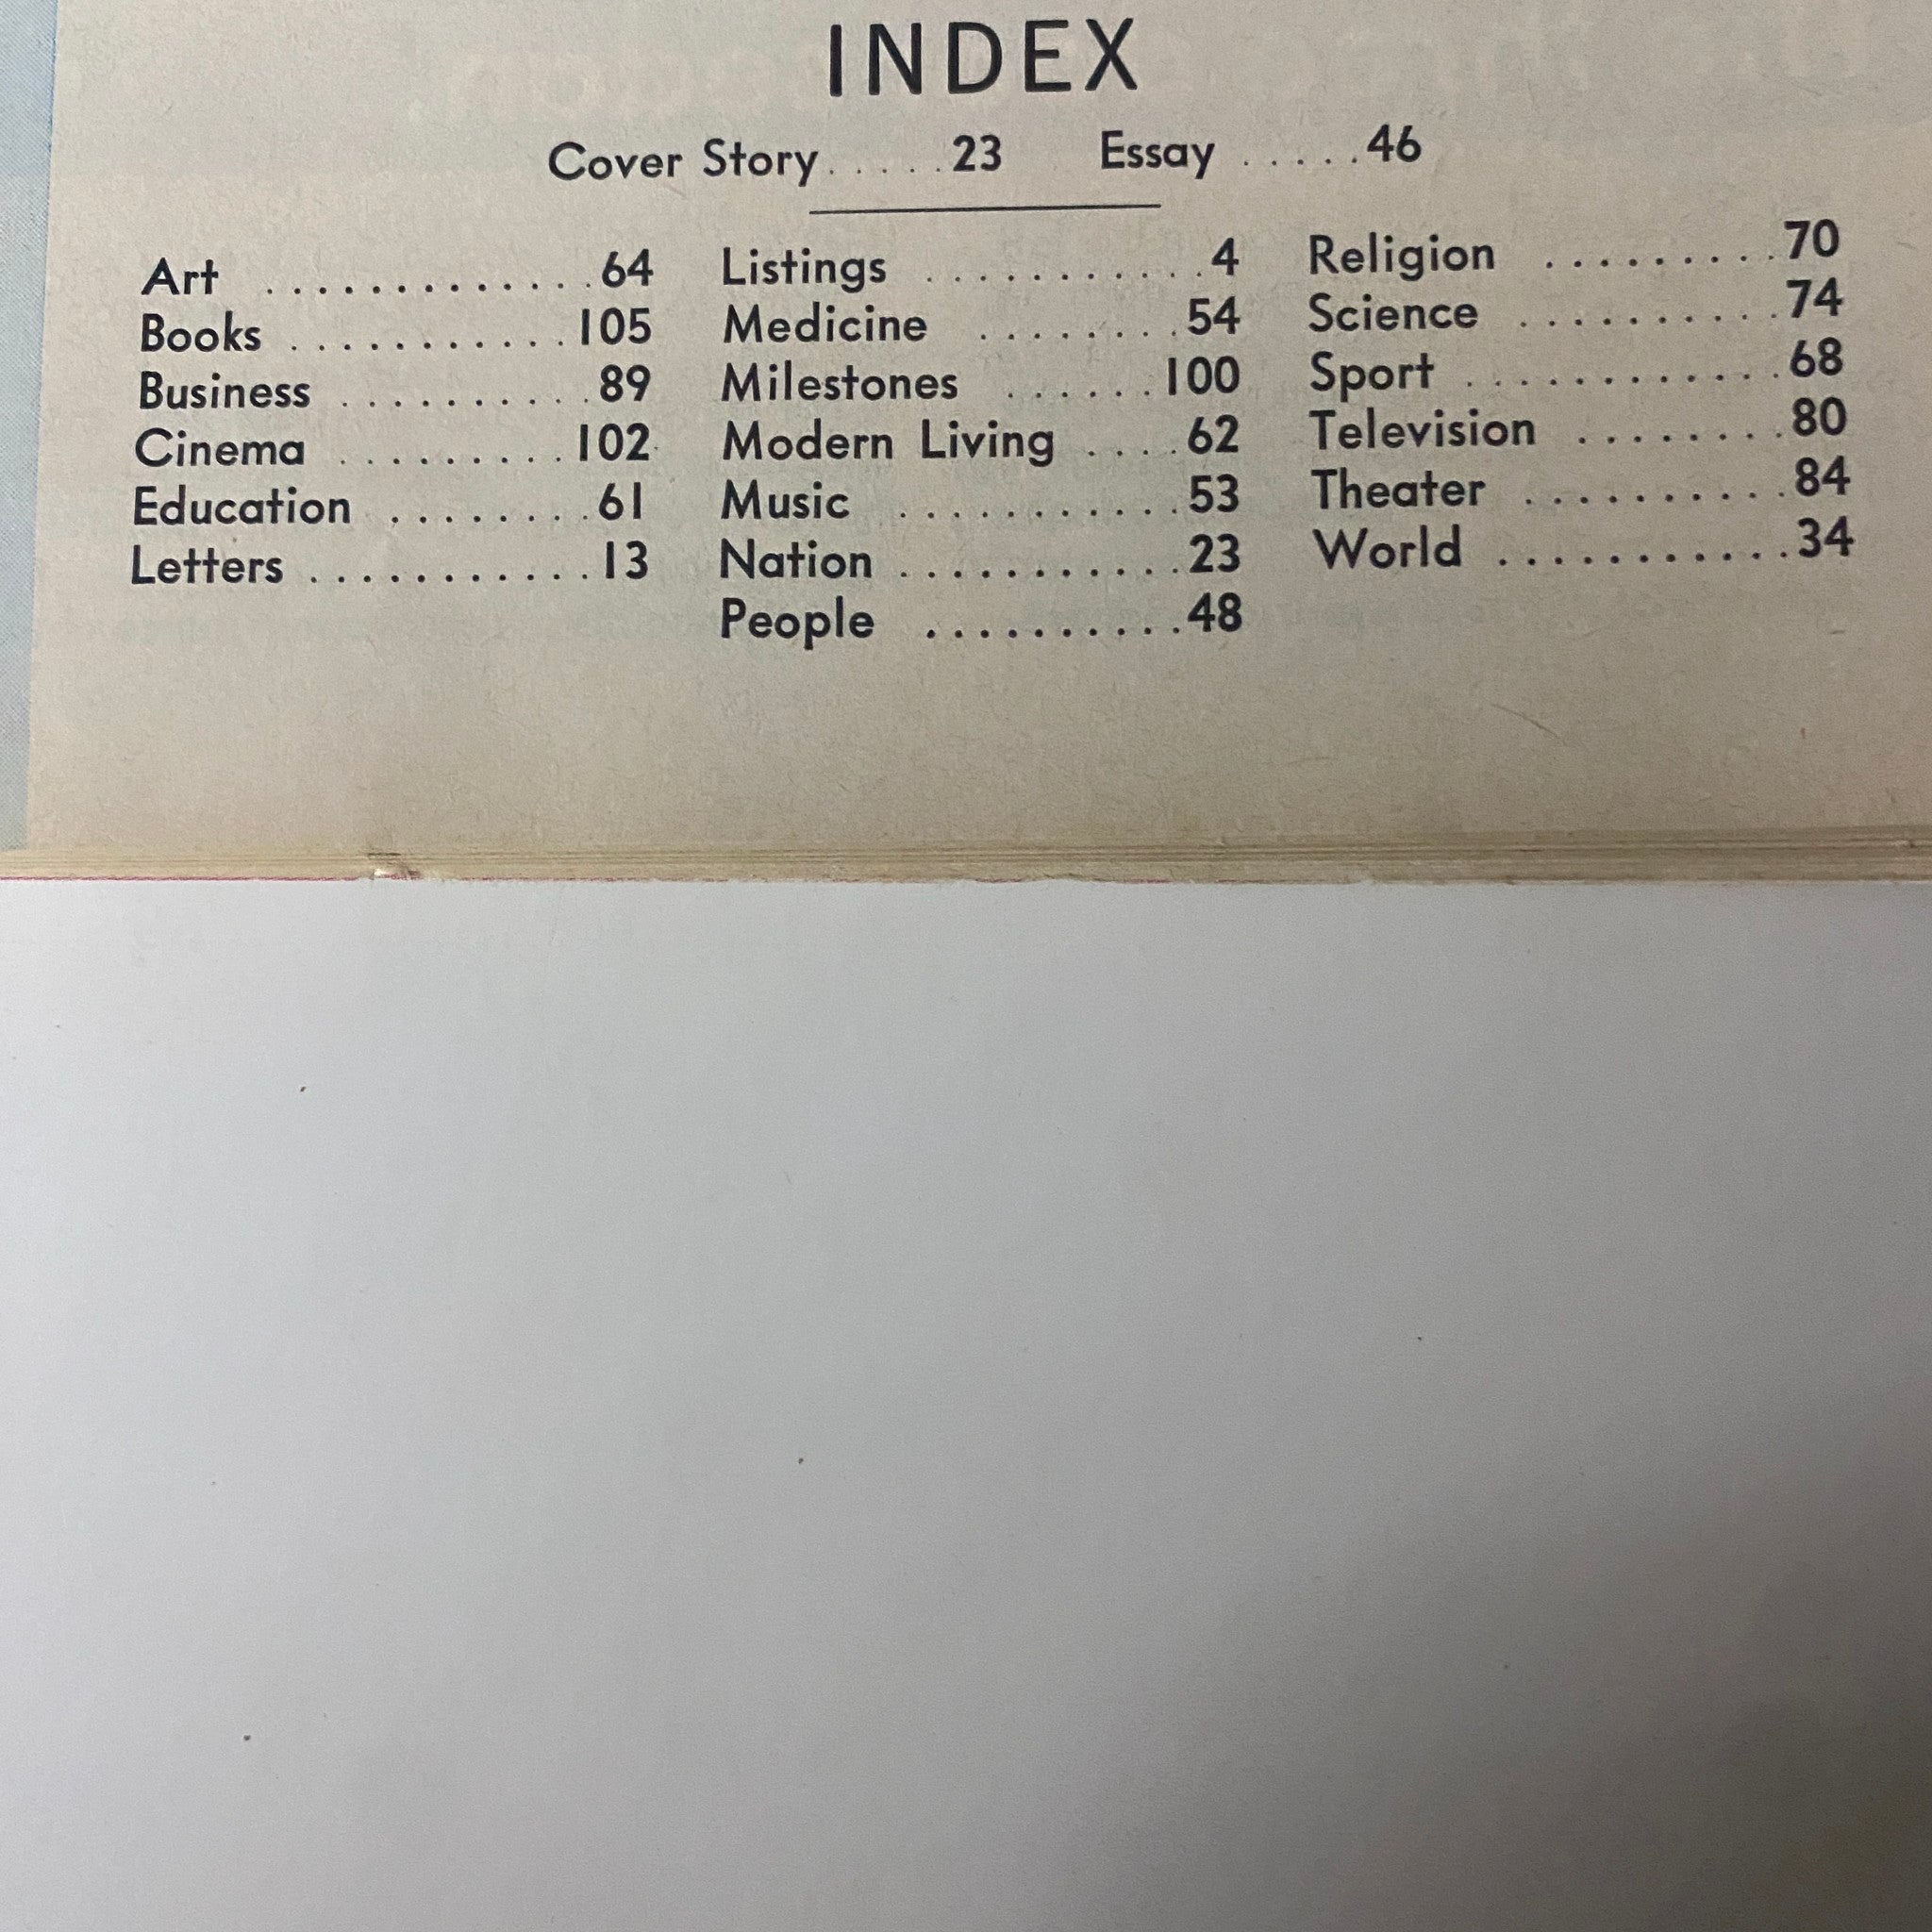 INDEX
Cover Story.....23 Essay.....46
Art.............64
Books...........105
Business..........89
Cinema.........102
Education........61
Letters...........13
Listings...........4
Medicine........54
Milestones......100
Modern Living....62
Music...........53
Nation...........23
People..........48
Religion.........70
Science..........74
Sport............68
Television........80
Theater..........84
World...........34